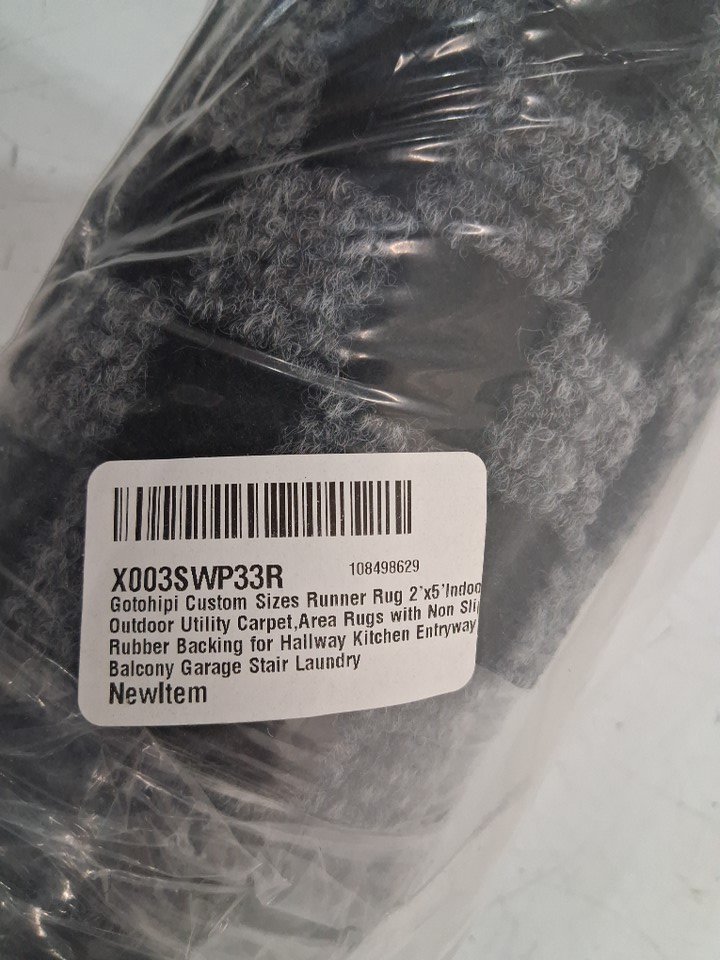 X003SWP33R 108498629
Gotohipi Custom Sizes Runner Rug 2'x5'Indoo
Outdoor Utility Carpet,Area Rugs with Non Sli
Rubber Backing for Hallway Kitchen Entryway
Balcony Garage Stair Laundry
NewItem